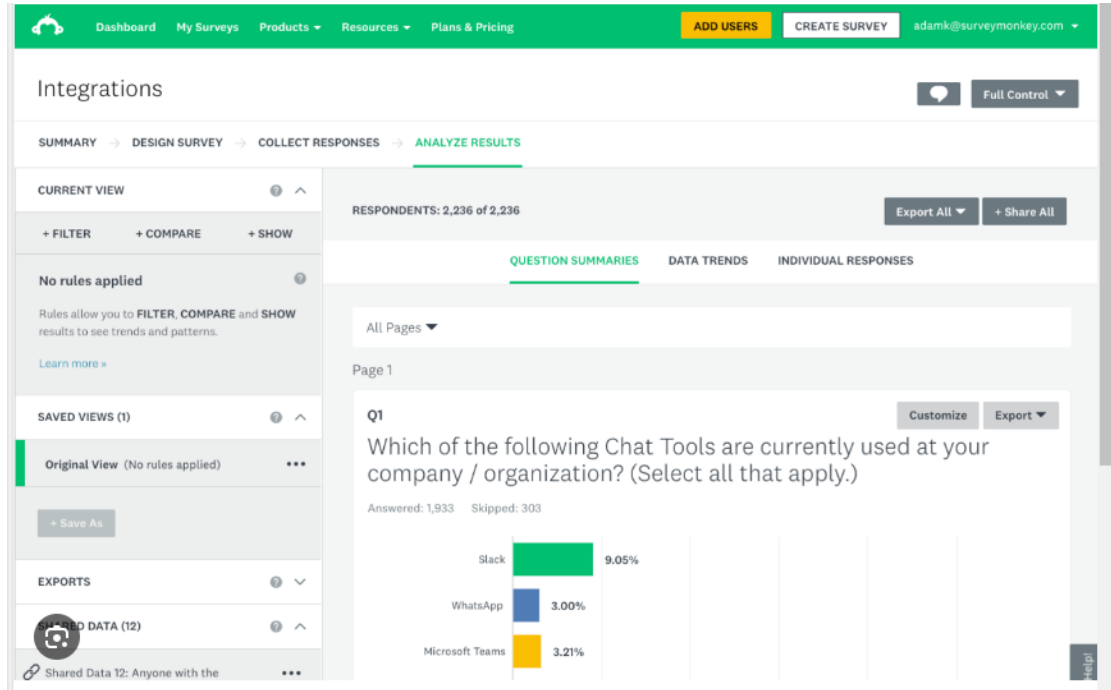 Dashboard My Surveys Products Resources Plans & Pricing ADD USERS CREATE SURVEY adamk@surveymonkey.com
Integrations
Full Control
SUMMARY → DESIGN SURVEY → COLLECT RESPONSES → ANALYZE RESULTS
CURRENT VIEW
+ FILTER + COMPARE + SHOW
No rules applied
Rules allow you to FILTER, COMPARE and SHOW
results to see trends and patterns.
Learn more »
SAVED VIEWS (1)
Original View (No rules applied)
+ Save As
EXPORTS
SHARED DATA (12)
Shared Data 12: Anyone with the
RESPONDENTS: 2,236 of 2,236
Export All + Share All
QUESTION SUMMARIES DATA TRENDS INDIVIDUAL RESPONSES
All Pages
Page 1
Q1
Customize Export
Which of the following Chat Tools are currently used at your
company / organization? (Select all that apply.)
Answered: 1,933 Skipped: 303
Slack 9.05%
WhatsApp 3.00%
Microsoft Teams 3.21%
Help!